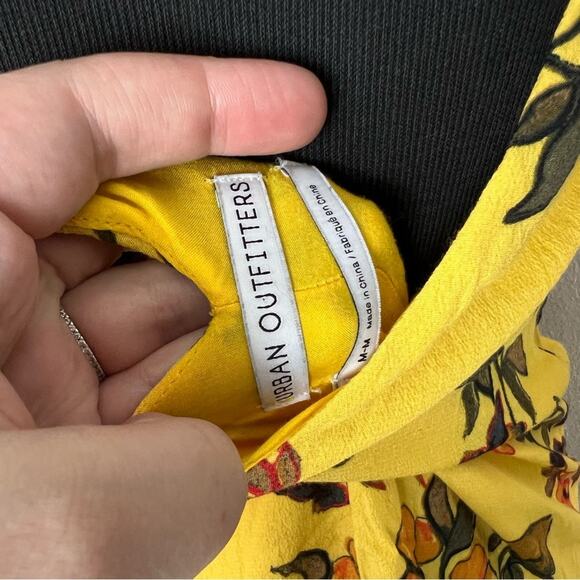 URBAN OUTFITTERS
M-M Made in China / Fabriqué en Chine